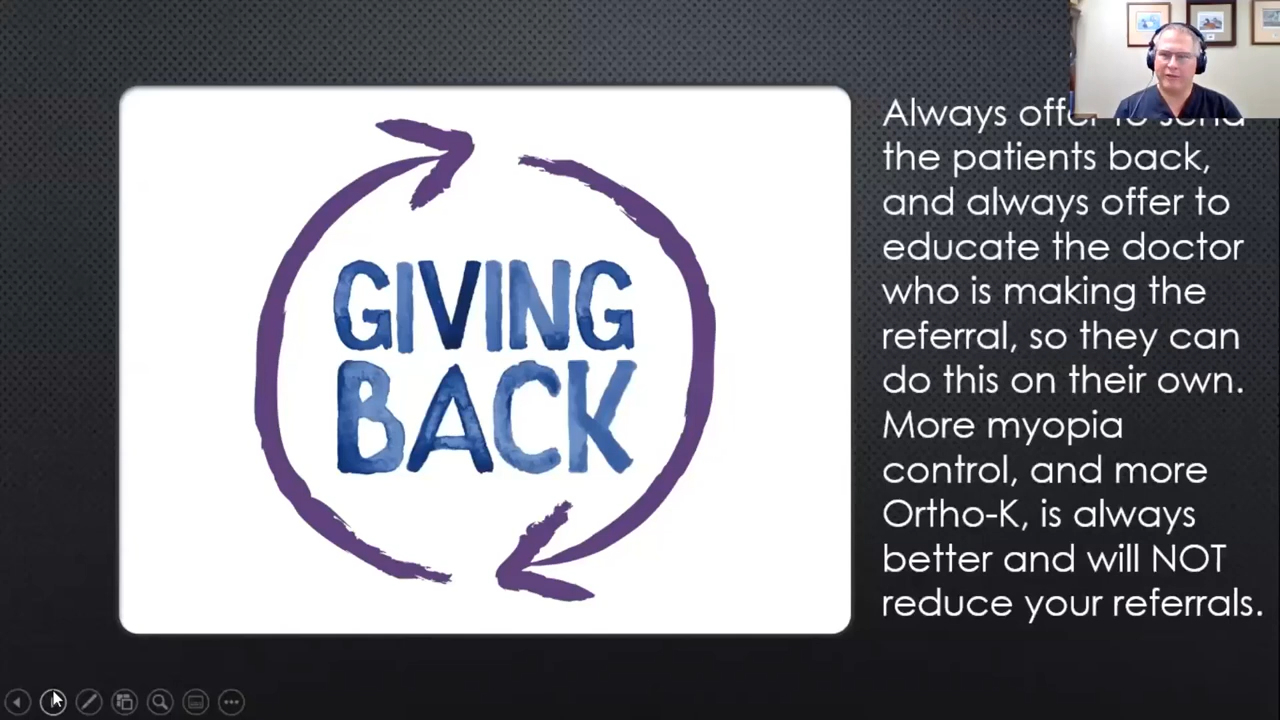 GIVING
BACK
Always offer to send
the patients back,
and always offer to
educate the doctor
who is making the
referral, so they can
do this on their own.
More myopia
control, and more
Ortho-K, is always
better and will NOT
reduce your referrals.